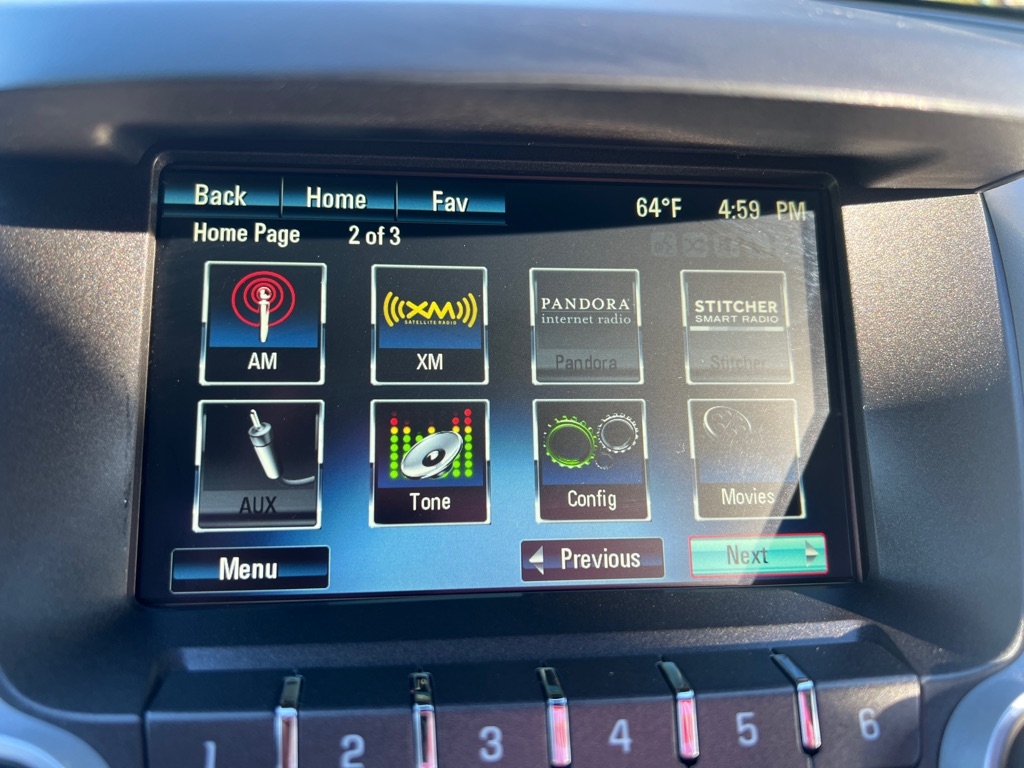 Back Home Fav 64°F 4:59 PM
Home Page 2 of 3
((XM)) PANDORA STITCHER
SATELLITE RADIO internet radio SMART RADIO
AM XM Pandora Stitcher
AUX Tone Config Movies
Menu Previous Next
1 2 3 4 5 6